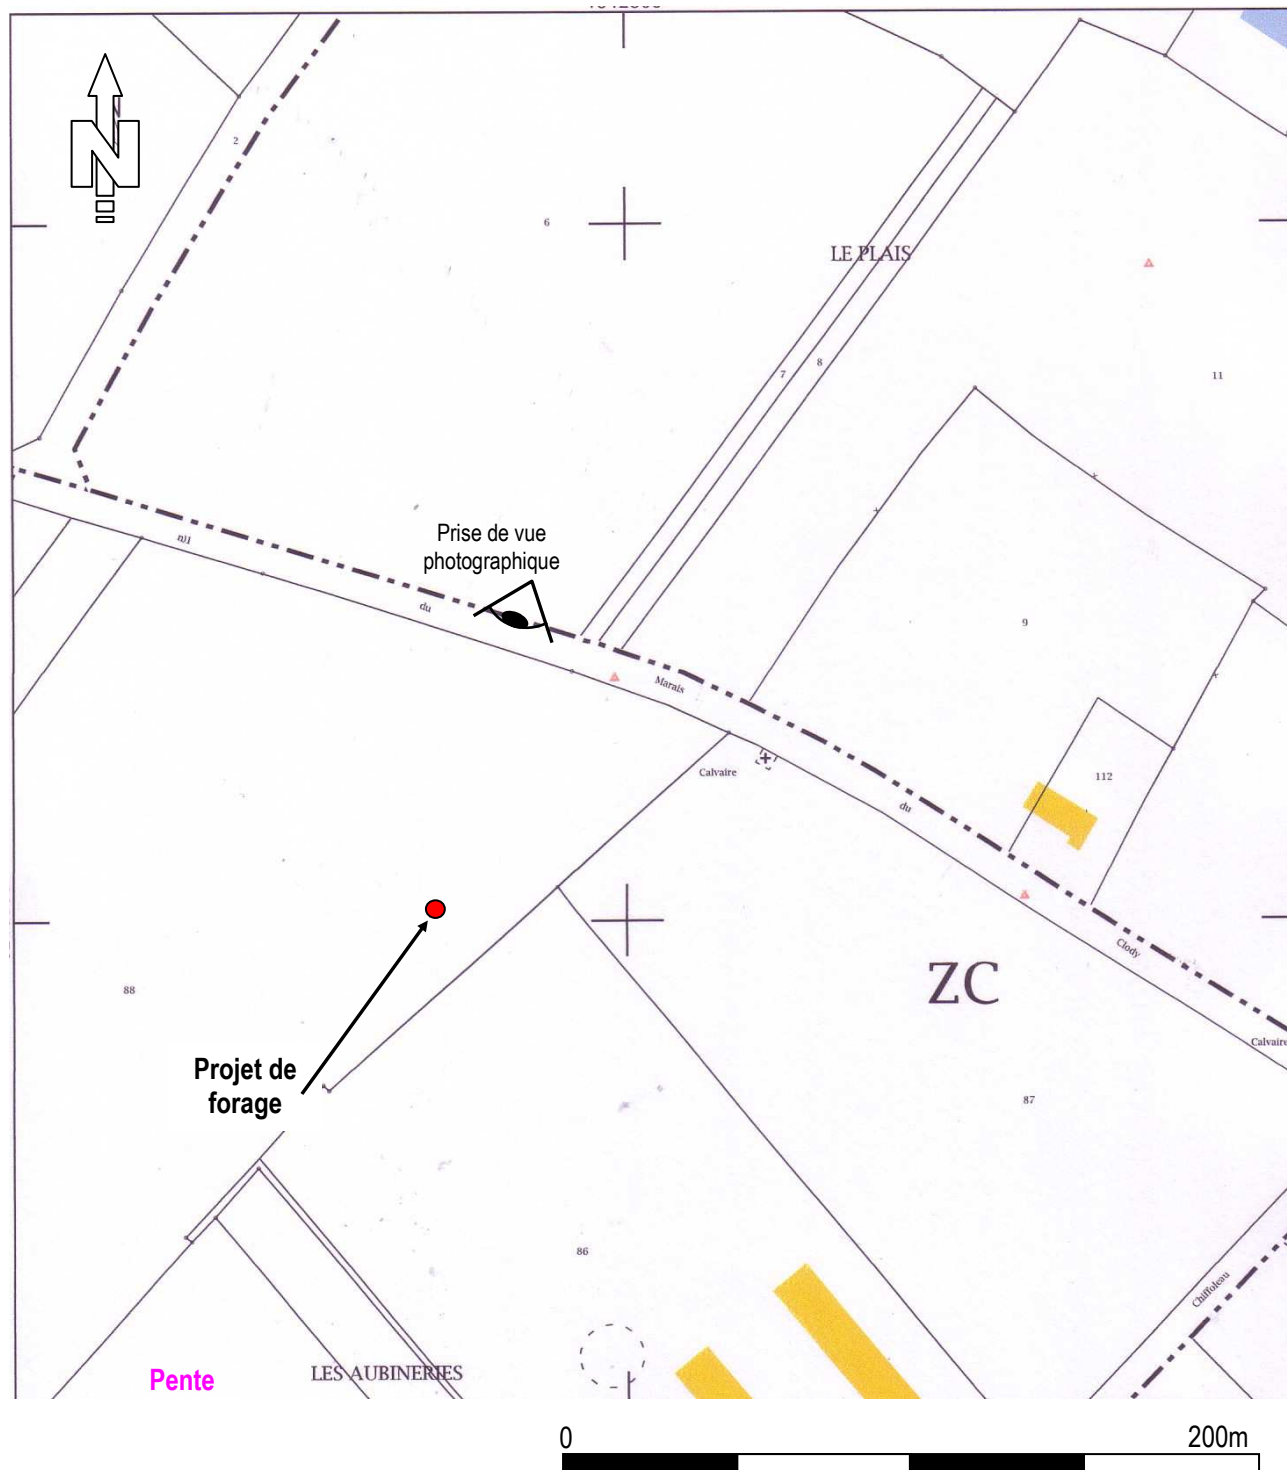 N
2
6
LE PLAIS
7
8
11
Prise de vue
photographique
du
9
Marais
Calvaire
112
du
Clody
ZC
88
Calvaire
Projet de
forage
87
86
Chiffoleau
LES AUBINERIES
Pente
0
200m